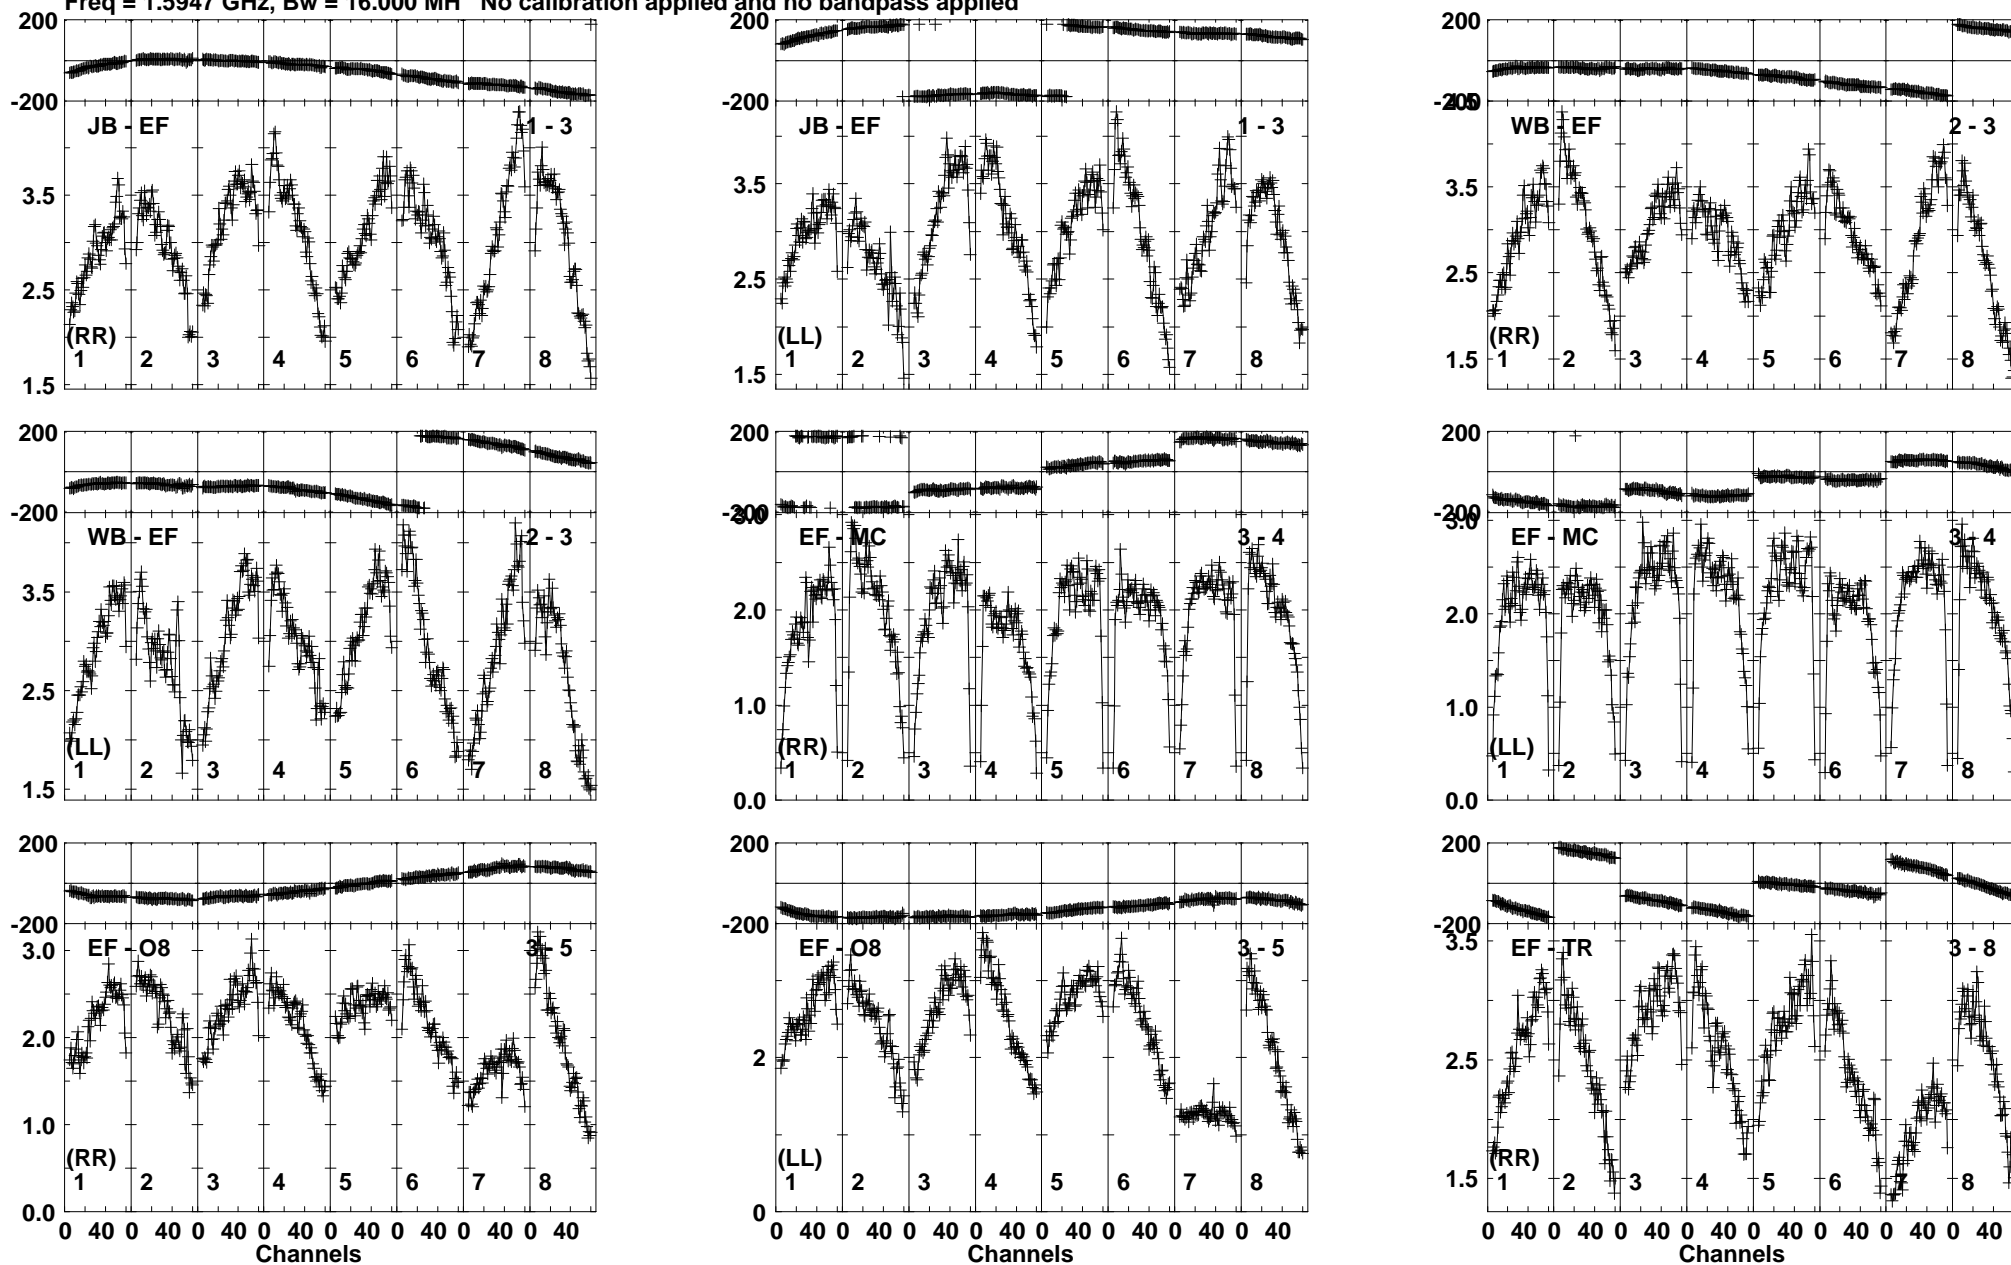 Freq = 1.5947 GHz, Bw = 16.000 MH No calibration applied and no bandpass applied
200 200 200
-200 -200 -200
4.5
JB - EF 1 - 3 JB - EF 1 - 3 WB - EF 2 - 3
3.5 3.5 3.5
2.5 2.5 2.5
(RR) (LL) (RR)
1 2 3 4 5 6 7 8 1 2 3 4 5 6 7 8 1 2 3 4 5 6 7 8
1.5 1.5 1.5
200 200 200
-200 -200 -200
3.0 3.0
WB - EF 2 - 3 EF - MC 3 - 4 EF - MC 3 - 4
3.5 2.0 2.0
2.5 1.0 1.0
(LL) (RR) (LL)
1 2 3 4 5 6 7 8 1 2 3 4 5 6 7 8 1 2 3 4 5 6 7 8
1.5 0.0 0.0
200 200 200
-200 -200 -200
EF - O8 3 - 5 EF - O8 3 - 5 EF - TR 3 - 8
3.0 3.5
2.0 2 2.5
1.0
(RR) (LL) (RR)
1 2 3 4 5 6 7 8 1 2 3 4 5 6 7 8 1 2 3 4 5 6 7 8
1.5
0.0 0
0 40 0 40 0 40 0 40 0 40 0 40 0 40 0 40 0 40 0 40 0 40 0 40 0 40 0 40 0 40 0 40 0 40 0 40 0 40 0 40 0 40 0 40 0 40 0 40
Channels Channels Channels